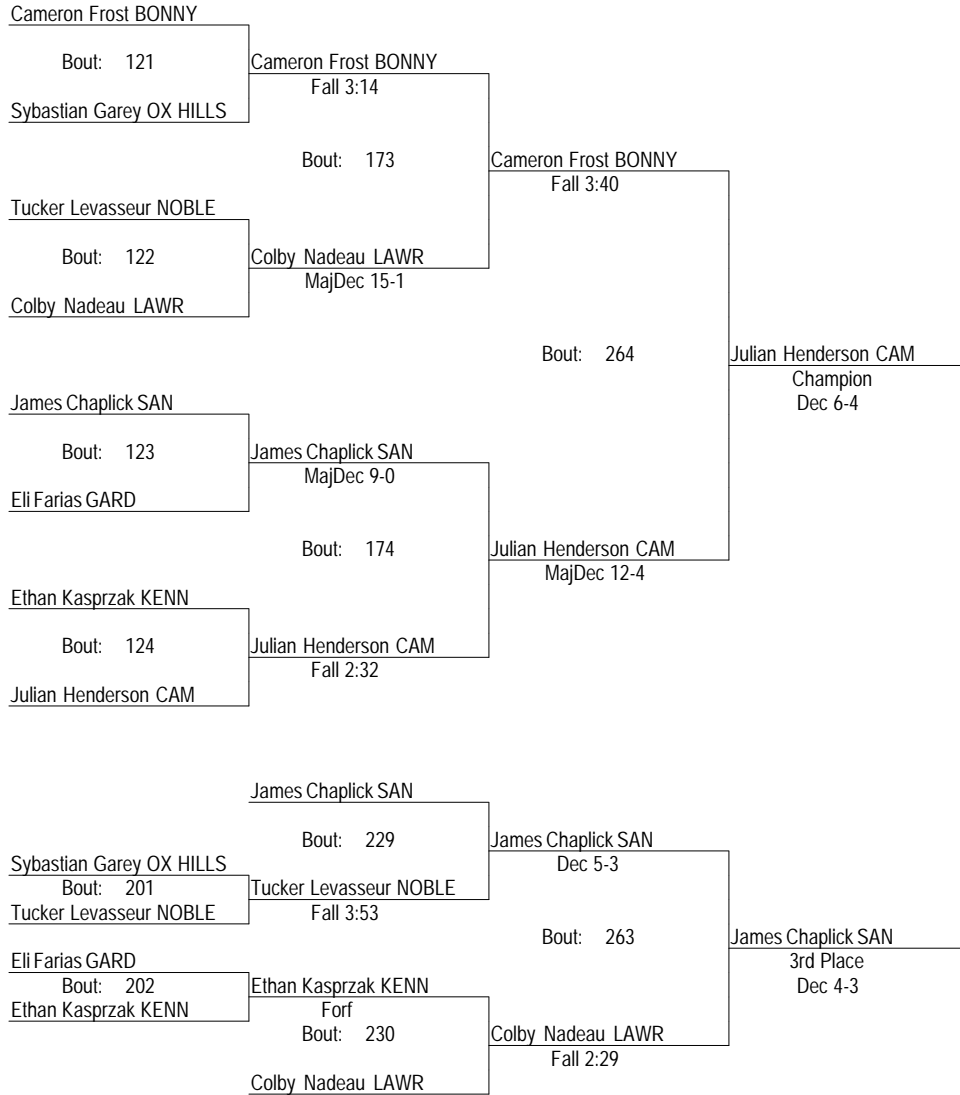 Cameron Frost BONNY
Bout: 121
Cameron Frost BONNY
Fall 3:14
Sybastian Garey OX HILLS
Bout: 173
Cameron Frost BONNY
Fall 3:40
Tucker Levasseur NOBLE
Bout: 122
Colby Nadeau LAWR
MajDec 15-1
Colby Nadeau LAWR
Bout: 264
Julian Henderson CAM
Champion
Dec 6-4
James Chaplick SAN
Bout: 123
James Chaplick SAN
MajDec 9-0
Eli Farias GARD
Bout: 174
Julian Henderson CAM
MajDec 12-4
Ethan Kasprzak KENN
Bout: 124
Julian Henderson CAM
Fall 2:32
Julian Henderson CAM
James Chaplick SAN
Bout: 229
James Chaplick SAN
Dec 5-3
Sybastian Garey OX HILLS
Bout: 201
Tucker Levasseur NOBLE
Fall 3:53
Tucker Levasseur NOBLE
Bout: 263
James Chaplick SAN
3rd Place
Dec 4-3
Eli Farias GARD
Bout: 202
Ethan Kasprzak KENN
Forf
Ethan Kasprzak KENN
Bout: 230
Colby Nadeau LAWR
Fall 2:29
Colby Nadeau LAWR